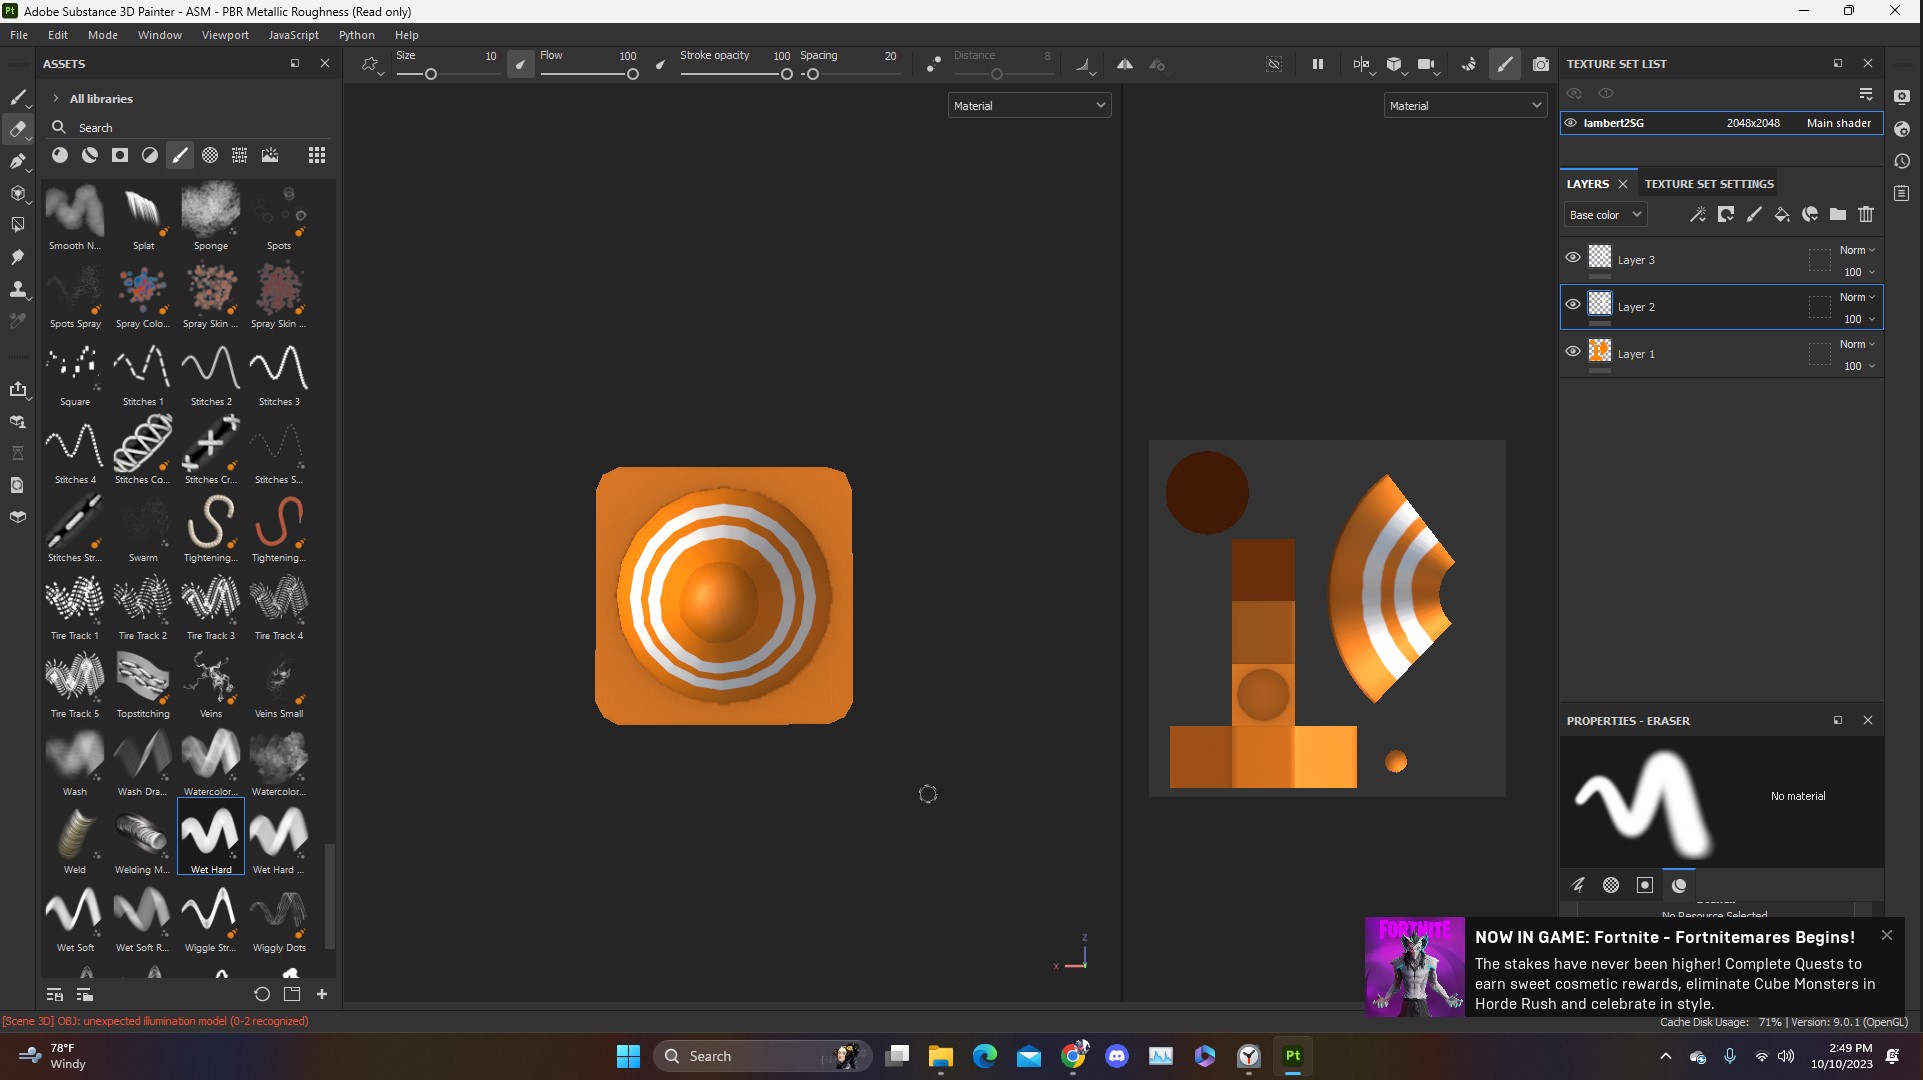 Pt Adobe Substance 3D Painter - ASM - PBR Metallic Roughness (Read only)
File Edit Mode Window Viewport JavaScript Python Help
ASSETS
Size 10 Flow 100 Stroke opacity 100 Spacing 20 Distance 8
TEXTURE SET LIST
All libraries
Search
Material
Material
lambert2SG 2048x2048 Main shader
LAYERS TEXTURE SET SETTINGS
Base color
Layer 3 Norm
100
Layer 2 Norm
100
Layer 1 Norm
100
Smooth N... Splat Sponge Spots
Spots Spray Spray Colo... Spray Skin ... Spray Skin ...
Square Stitches 1 Stitches 2 Stitches 3
Stitches 4 Stitches Co... Stitches Cr... Stitches S...
Stitches Str... Swarm Tightening... Tightening...
Tire Track 1 Tire Track 2 Tire Track 3 Tire Track 4
Tire Track 5 Topstitching Veins Veins Small
Wash Wash Dra... Watercolor... Watercolor...
Weld Welding M... Wet Hard Wet Hard ...
Wet Soft Wet Soft R... Wiggle Str... Wiggly Dots
Z
X
PROPERTIES - ERASER
No material
No Resource Selected
FORTNITE
NOW IN GAME: Fortnite - Fortnitemares Begins!
The stakes have never been higher! Complete Quests to
earn sweet cosmetic rewards, eliminate Cube Monsters in
Horde Rush and celebrate in style.
[Scene 3D] OBJ: unexpected illumination model (0-2 recognized)
Cache Disk Usage: 71% | Version: 9.0.1 (OpenGL)
78°F
Windy
Search
Pt
2:49 PM
10/10/2023